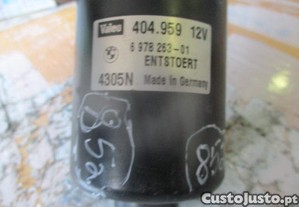 Valeo 404.959 12V
6 978 263-01
ENTSTOERT
4305N Made in Germany
CustoJusto.pt